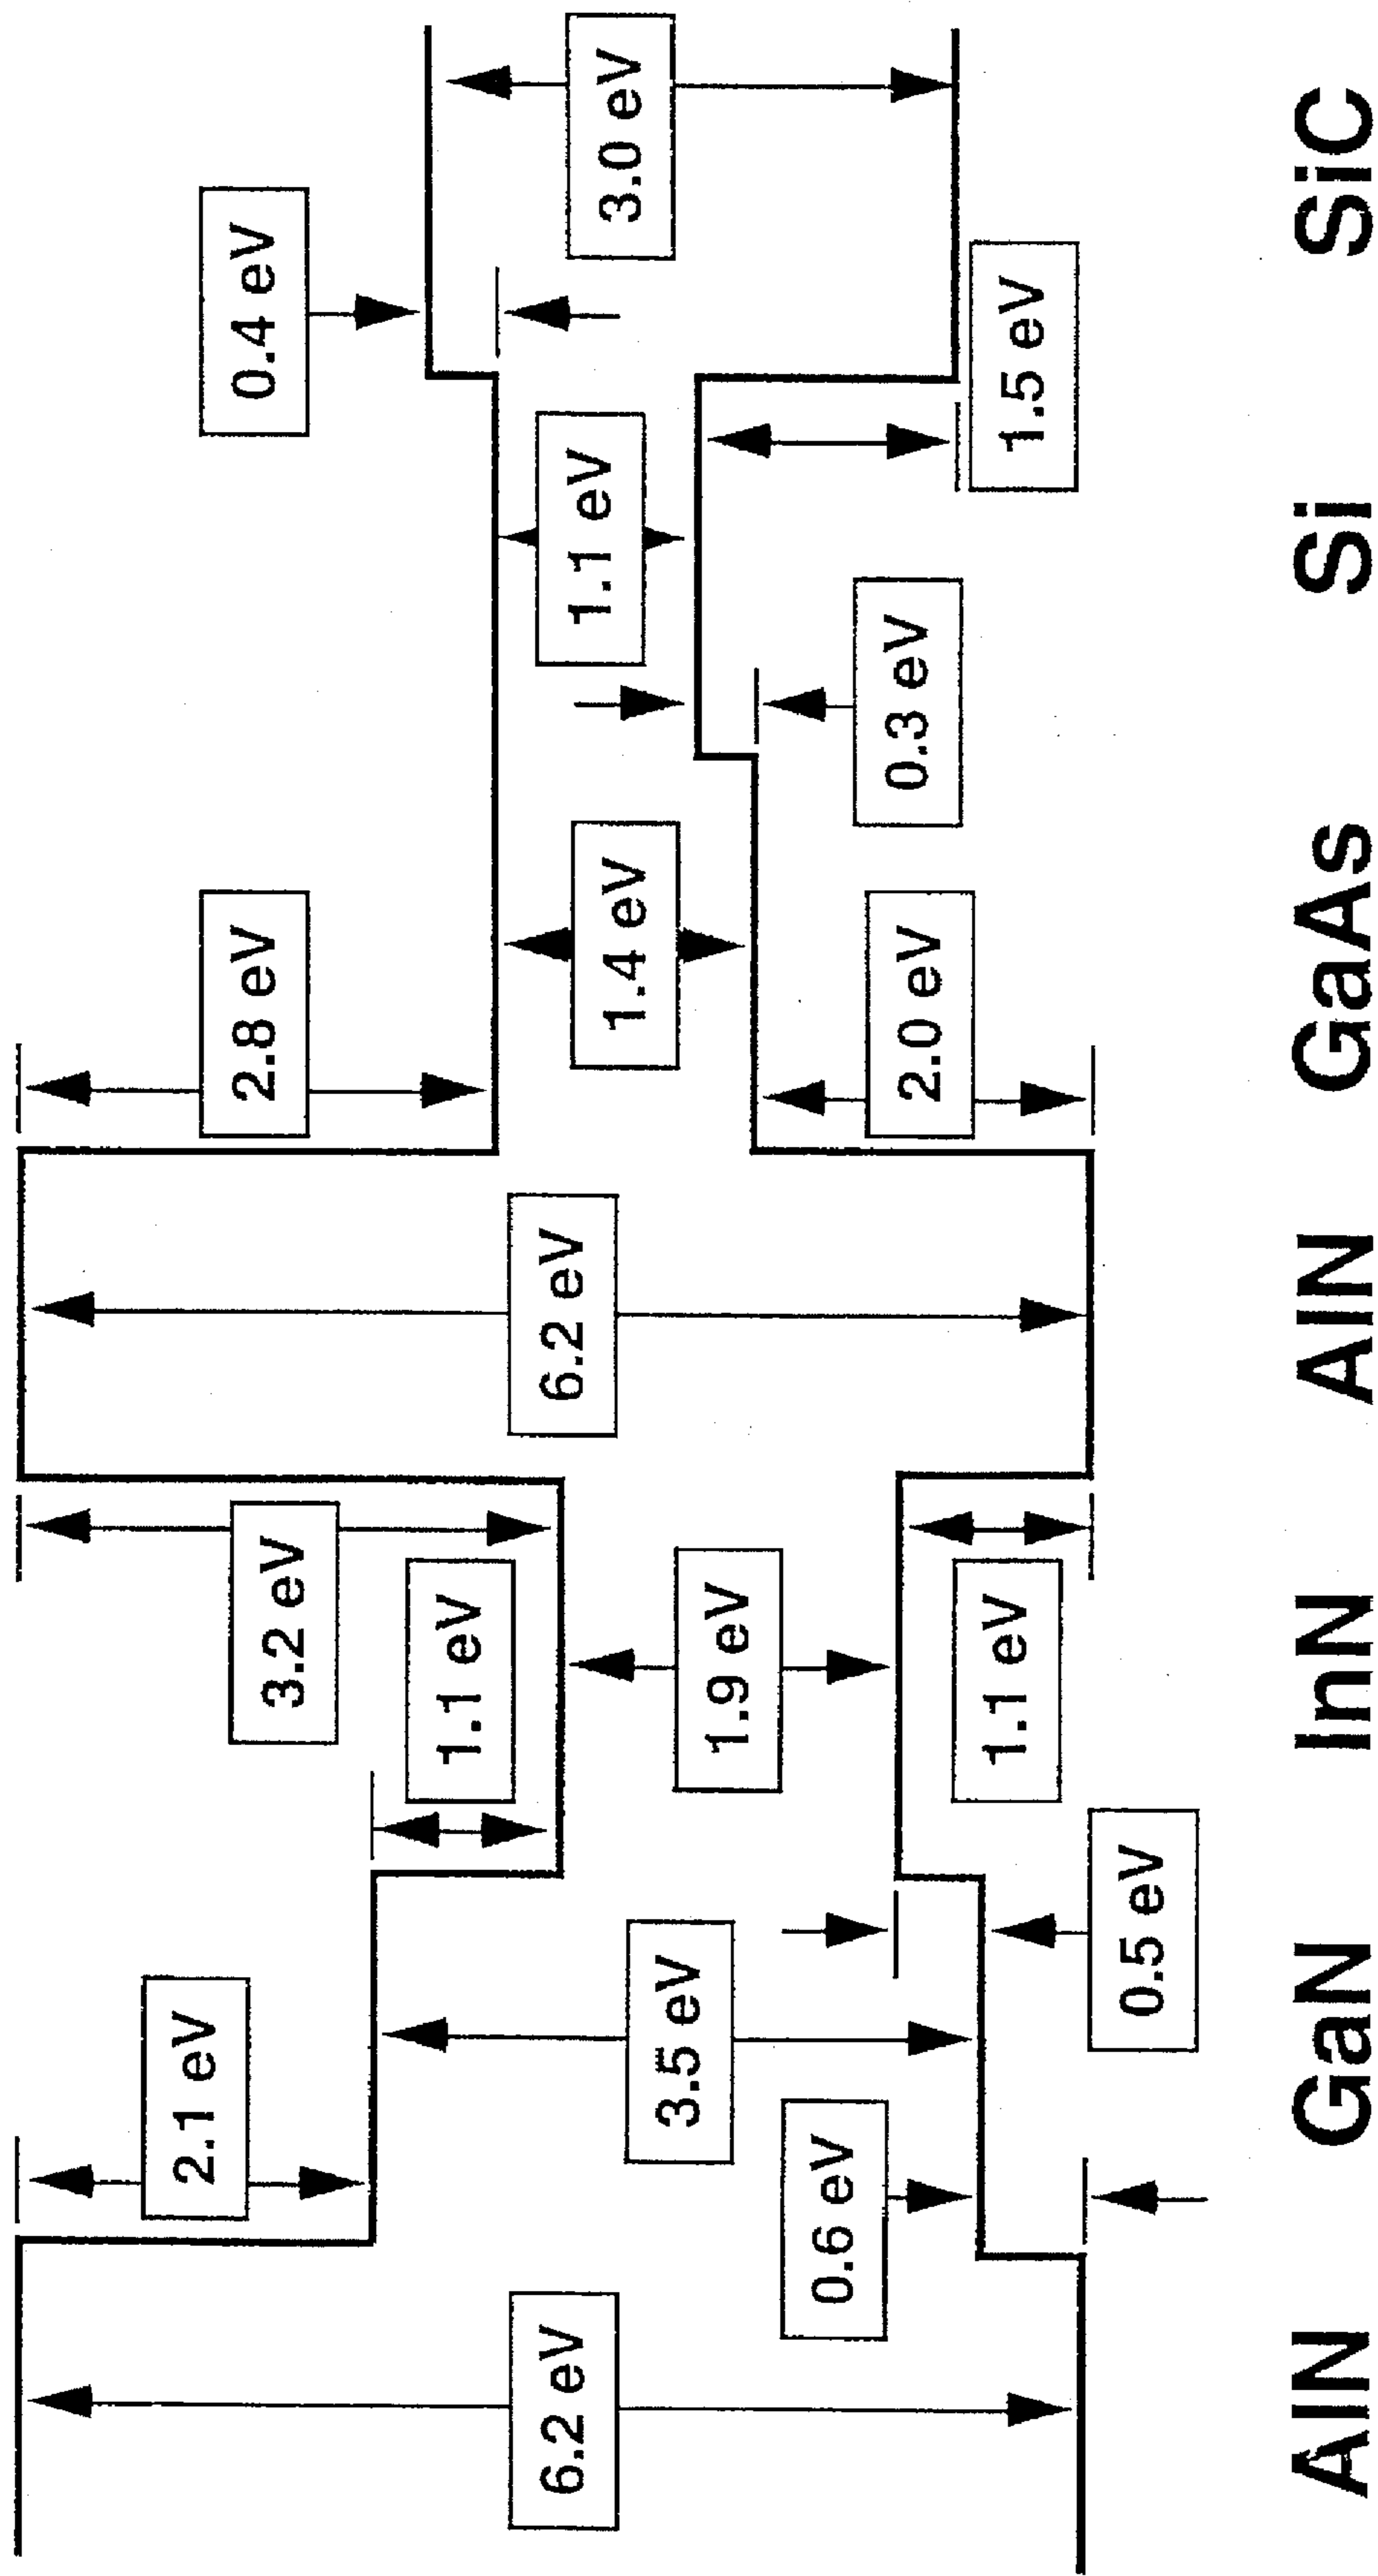 6.2 eV
2.1 eV
0.6 eV
3.5 eV
0.5 eV
1.1 eV
3.2 eV
1.9 eV
1.1 eV
6.2 eV
2.8 eV
1.4 eV
2.0 eV
0.3 eV
1.1 eV
0.4 eV
1.5 eV
3.0 eV
AlN GaN InN AlN GaAs Si SiC